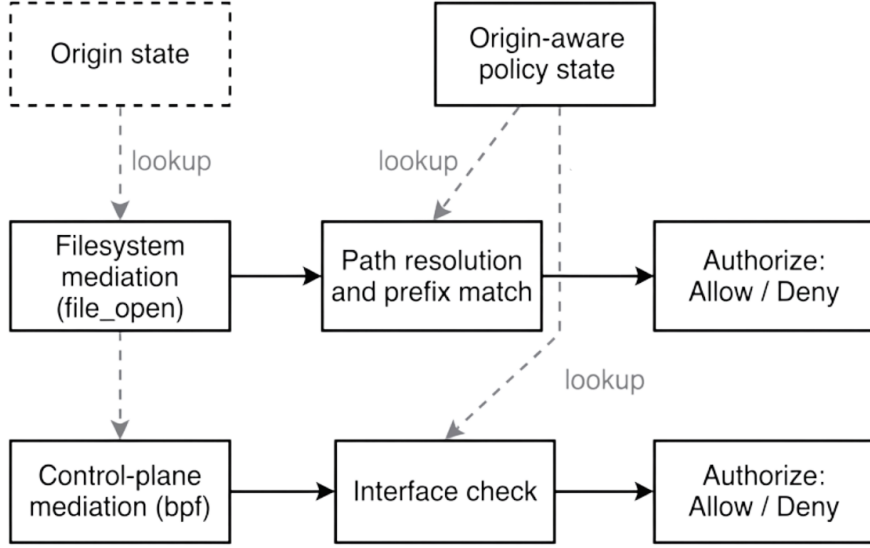 Origin state
Origin-aware
policy state
lookup
lookup
Filesystem
mediation
(file_open)
Path resolution
and prefix match
Authorize:
Allow / Deny
lookup
Control-plane
mediation (bpf)
Interface check
Authorize:
Allow / Deny